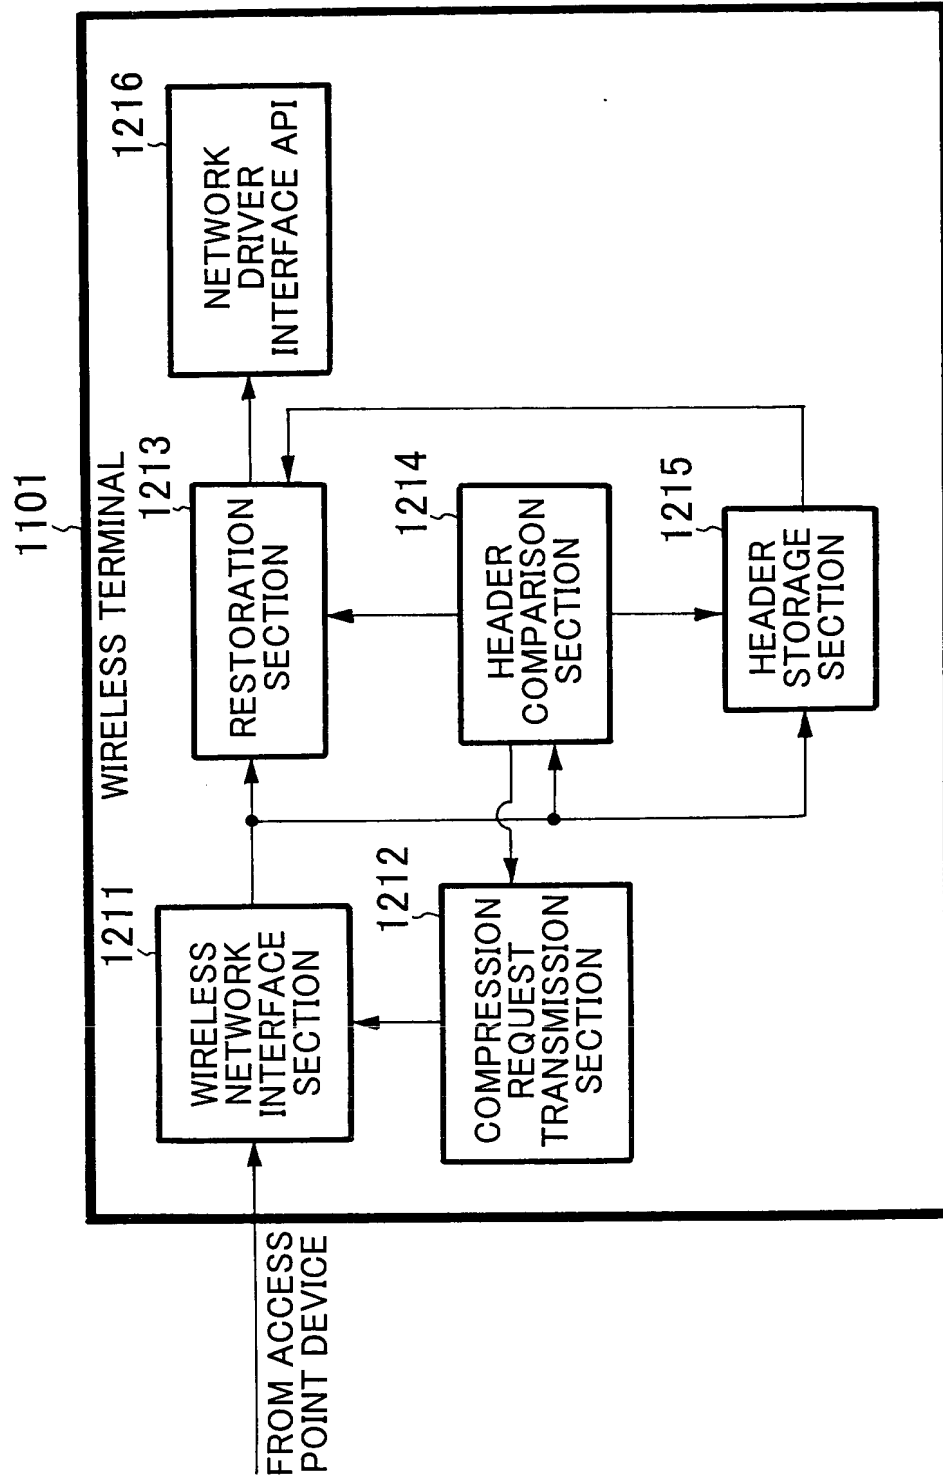 1101
WIRELESS TERMINAL
1211
WIRELESS
NETWORK
INTERFACE
SECTION
1213
RESTORATION
SECTION
1216
NETWORK
DRIVER
INTERFACE API
FROM ACCESS
POINT DEVICE
1212
COMPRESSION
REQUEST
TRANSMISSION
SECTION
1214
HEADER
COMPARISON
SECTION
1215
HEADER
STORAGE
SECTION